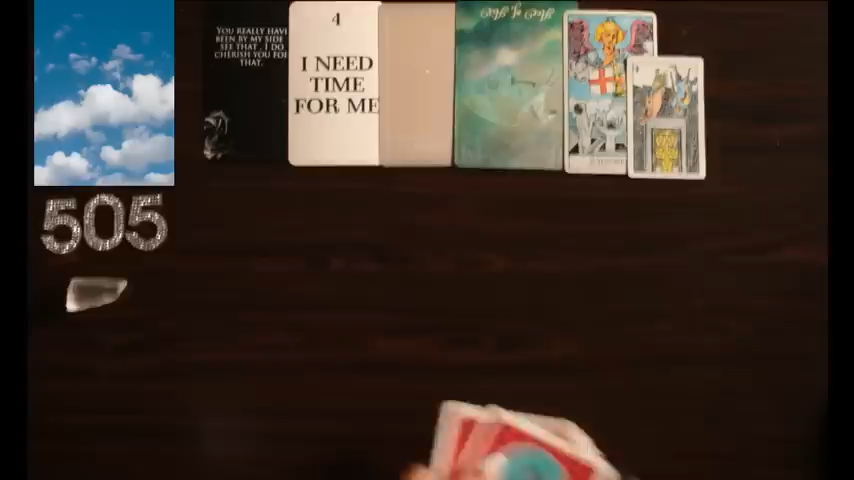 YOU REALLY HAVE
BEEN BY MY SIDE
SEE THAT . I DO
CHERISH YOU FOR
THAT.
4
I NEED
TIME
FOR ME
505